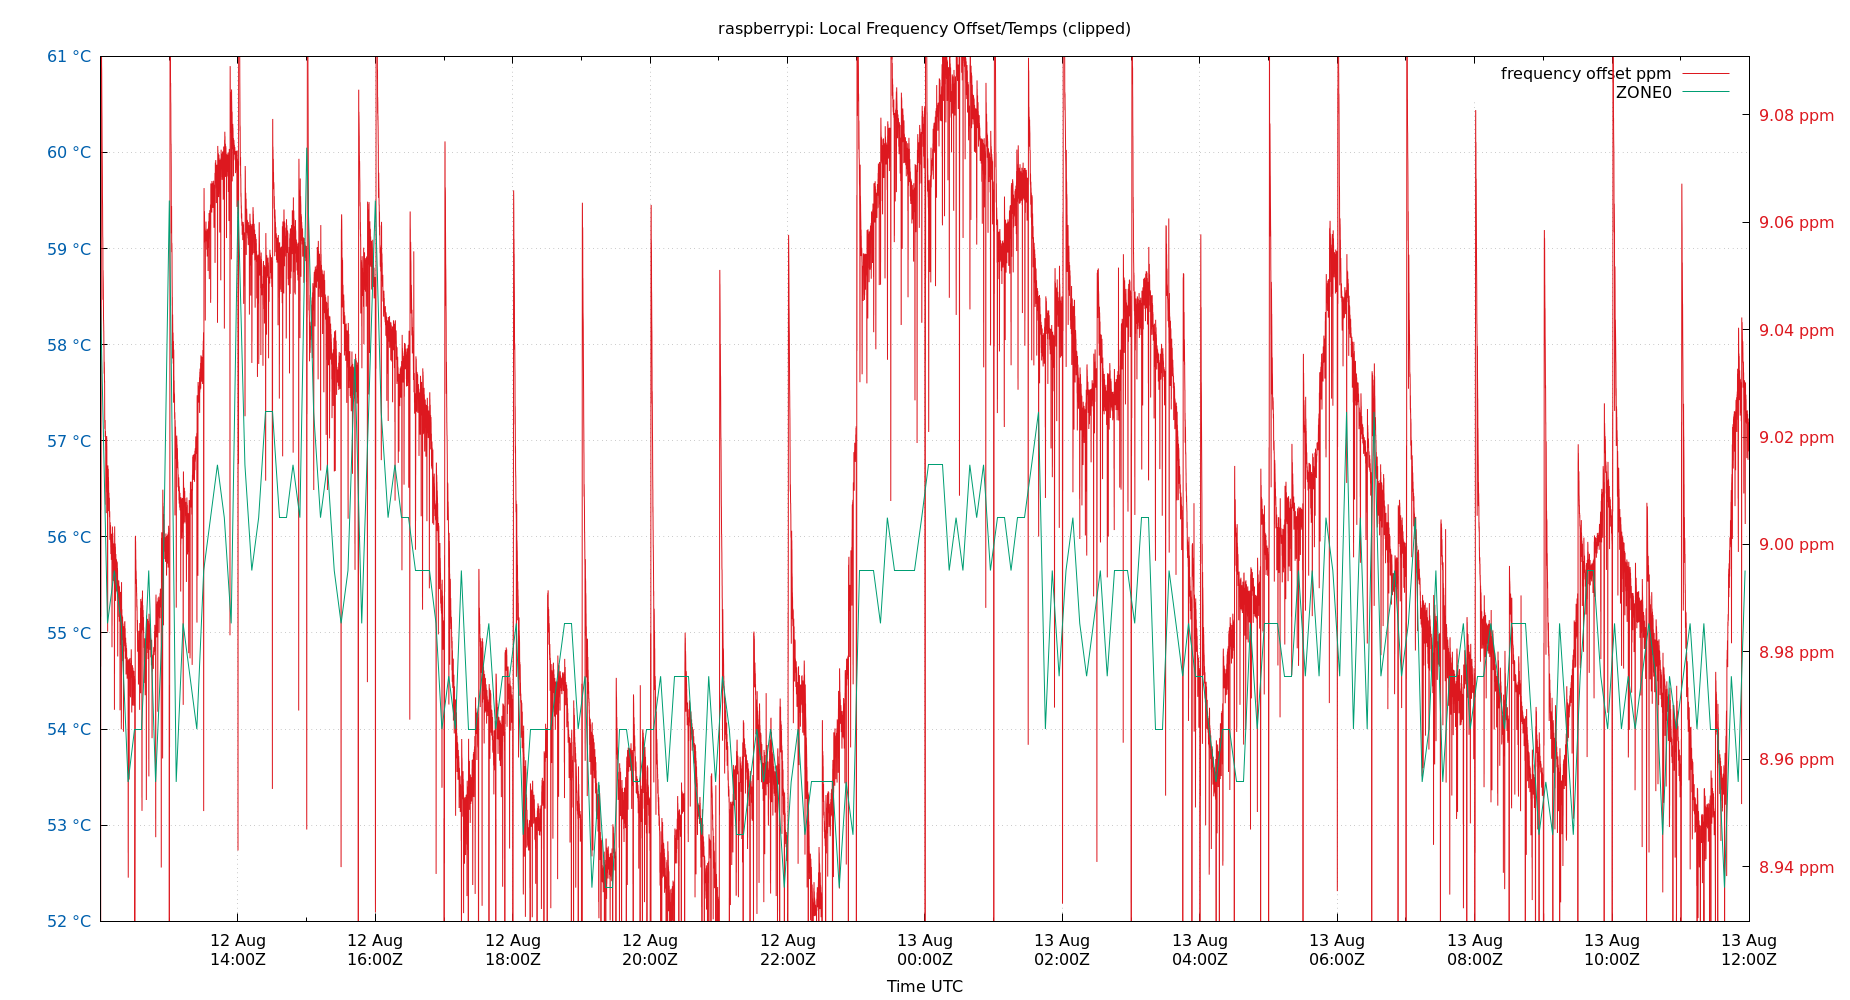 raspberrypi: Local Frequency Offset/Temps (clipped)
61 °C
60 °C
59 °C
58 °C
57 °C
56 °C
55 °C
54 °C
53 °C
52 °C
frequency offset ppm
ZONE0
9.08 ppm
9.06 ppm
9.04 ppm
9.02 ppm
9.00 ppm
8.98 ppm
8.96 ppm
8.94 ppm
12 Aug
14:00Z
12 Aug
16:00Z
12 Aug
18:00Z
12 Aug
20:00Z
12 Aug
22:00Z
13 Aug
00:00Z
13 Aug
02:00Z
13 Aug
04:00Z
13 Aug
06:00Z
13 Aug
08:00Z
13 Aug
10:00Z
13 Aug
12:00Z
Time UTC